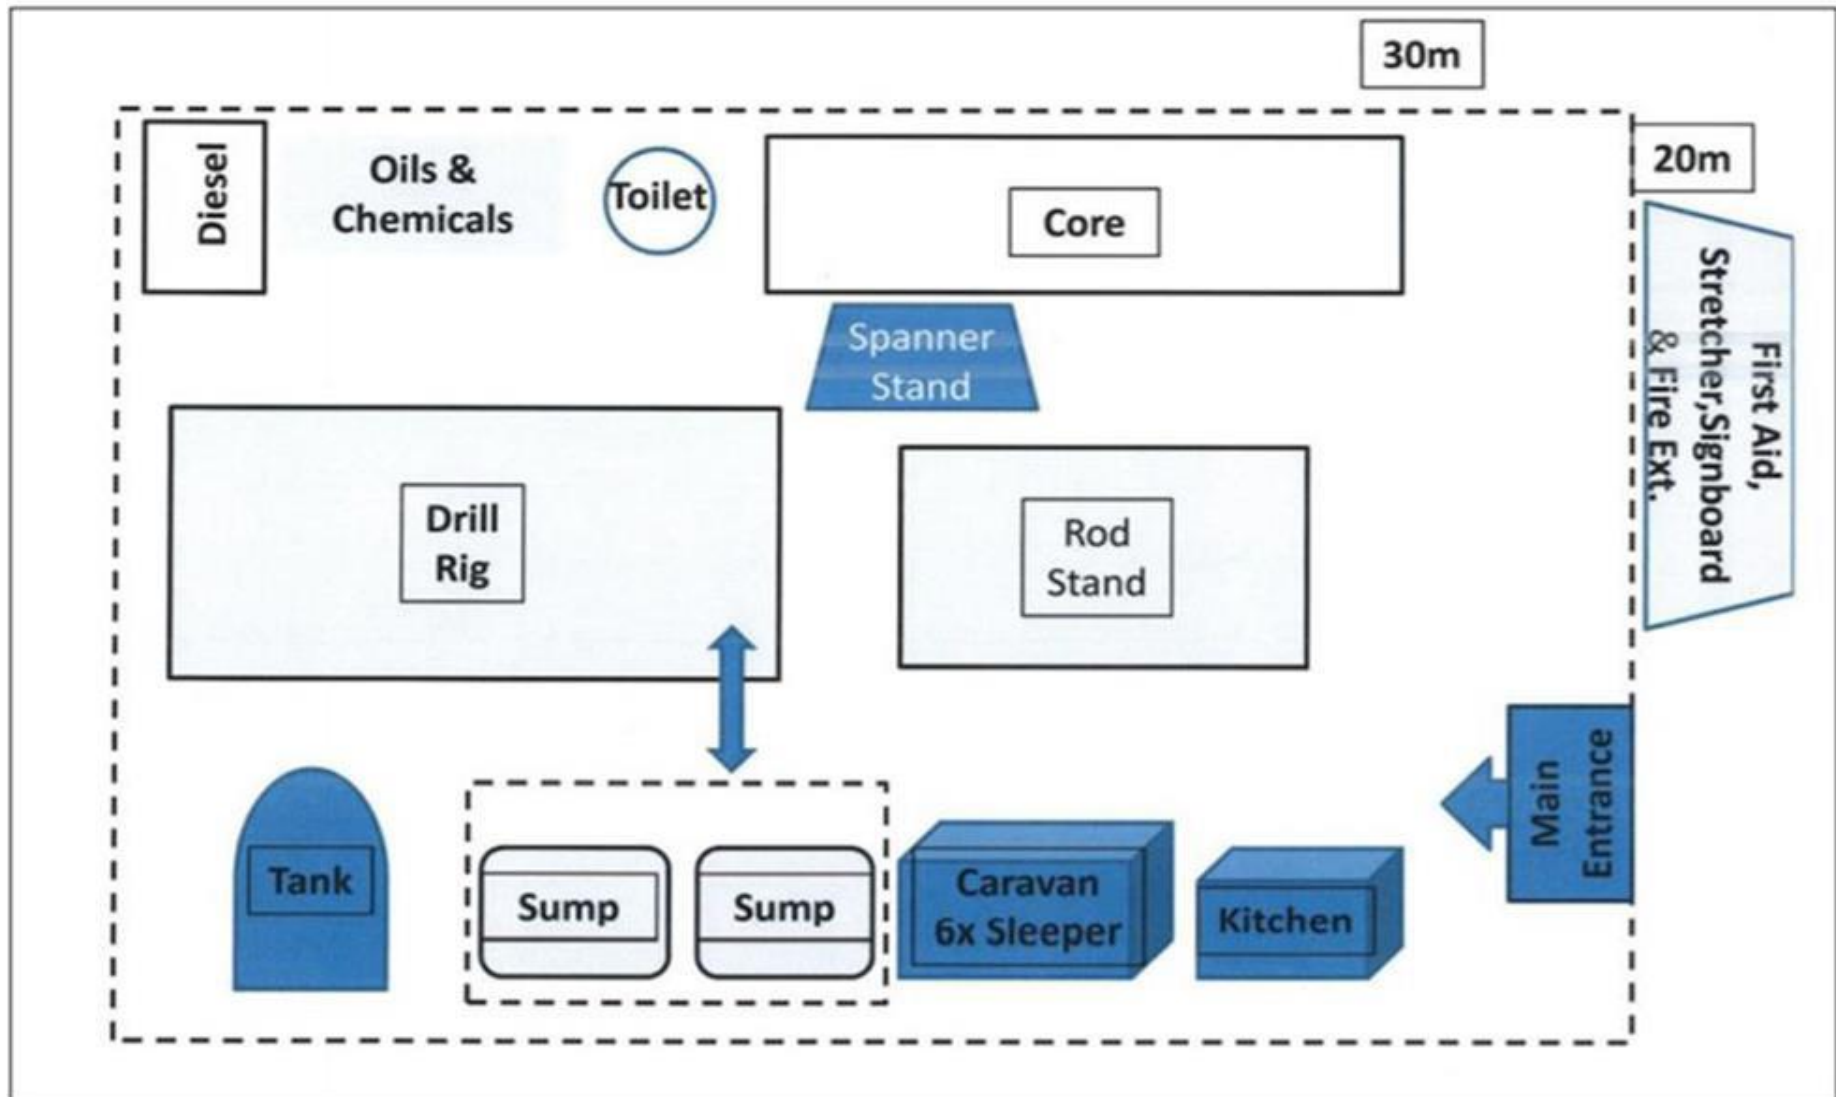 30m
20m
Diesel
Oils &
Chemicals
Toilet
Core
Spanner
Stand
First Aid,
Stretcher,Signboard
& Fire Ext.
Drill
Rig
Rod
Stand
Main
Entrance
Tank
Sump
Sump
Caravan
6x Sleeper
Kitchen